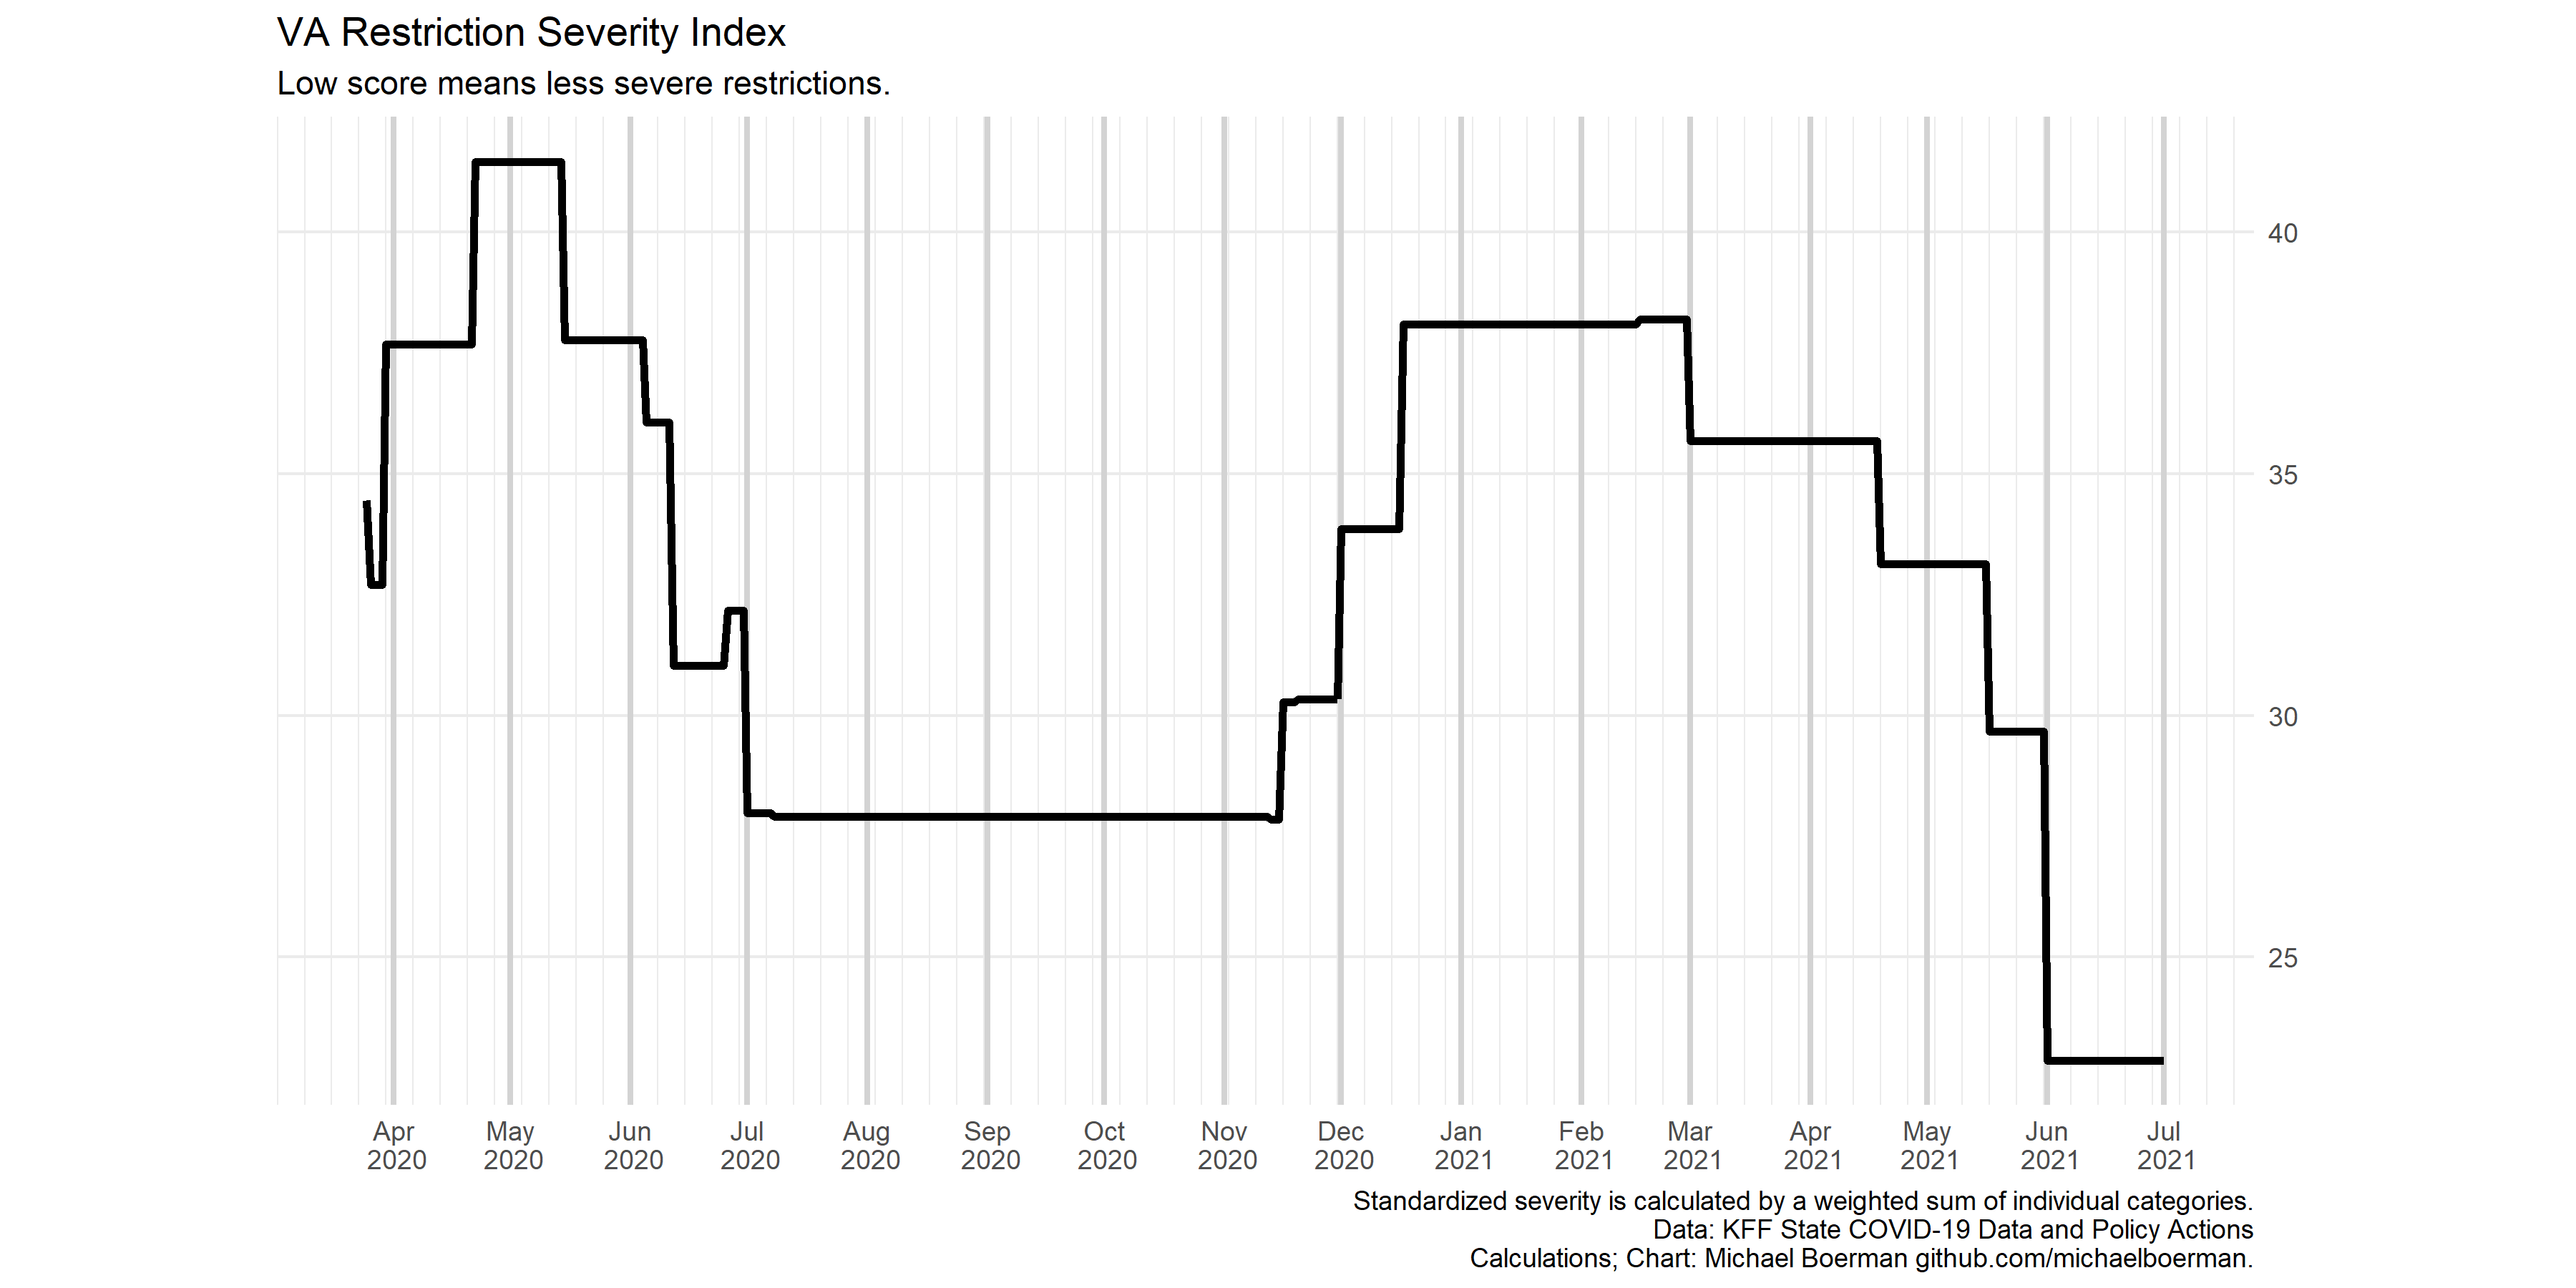 VA Restriction Severity Index
Low score means less severe restrictions.
40
35
30
25
Apr May Jun Jul Aug Sep Oct Nov Dec Jan Feb Mar Apr May Jun Jul
2020 2020 2020 2020 2020 2020 2020 2020 2020 2021 2021 2021 2021 2021 2021 2021
Standardized severity is calculated by a weighted sum of individual categories.
Data: KFF State COVID-19 Data and Policy Actions
Calculations; Chart: Michael Boerman github.com/michaelboerman.